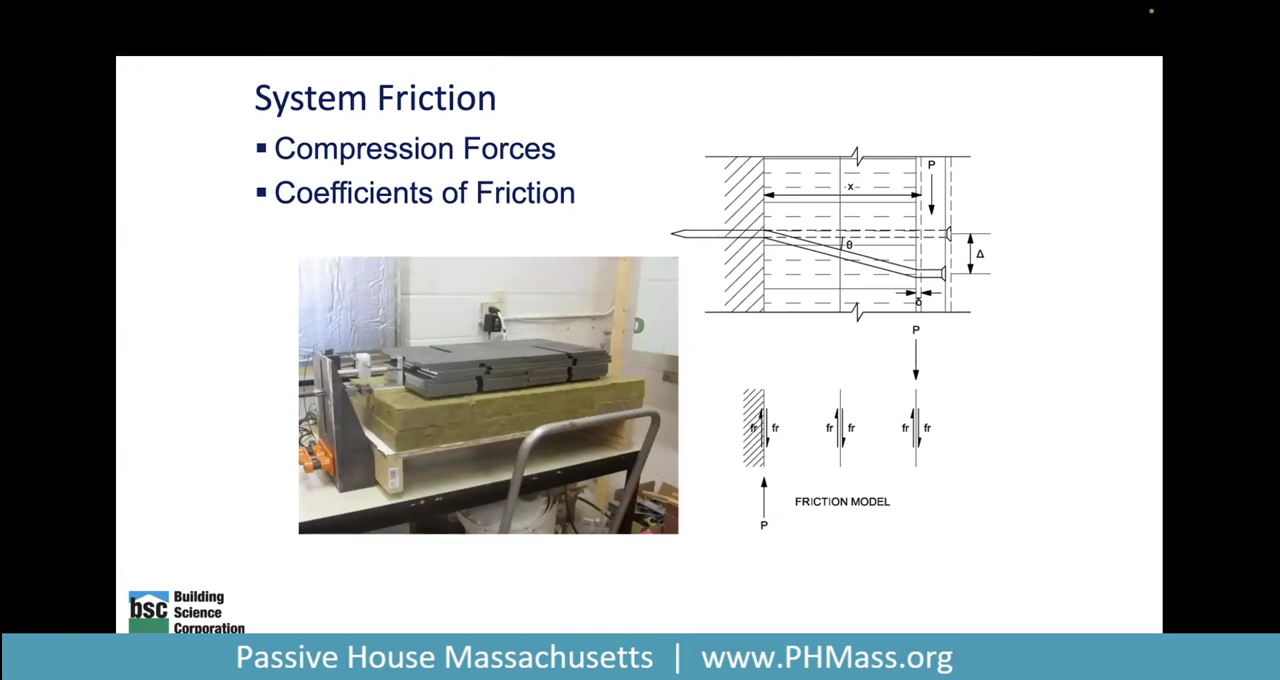 System Friction
▪ Compression Forces
▪ Coefficients of Friction
P
x
θ
Δ
δ
P
fr fr fr fr fr fr
FRICTION MODEL
P
bsc Building
Science
Corporation
Passive House Massachusetts | www.PHMass.org